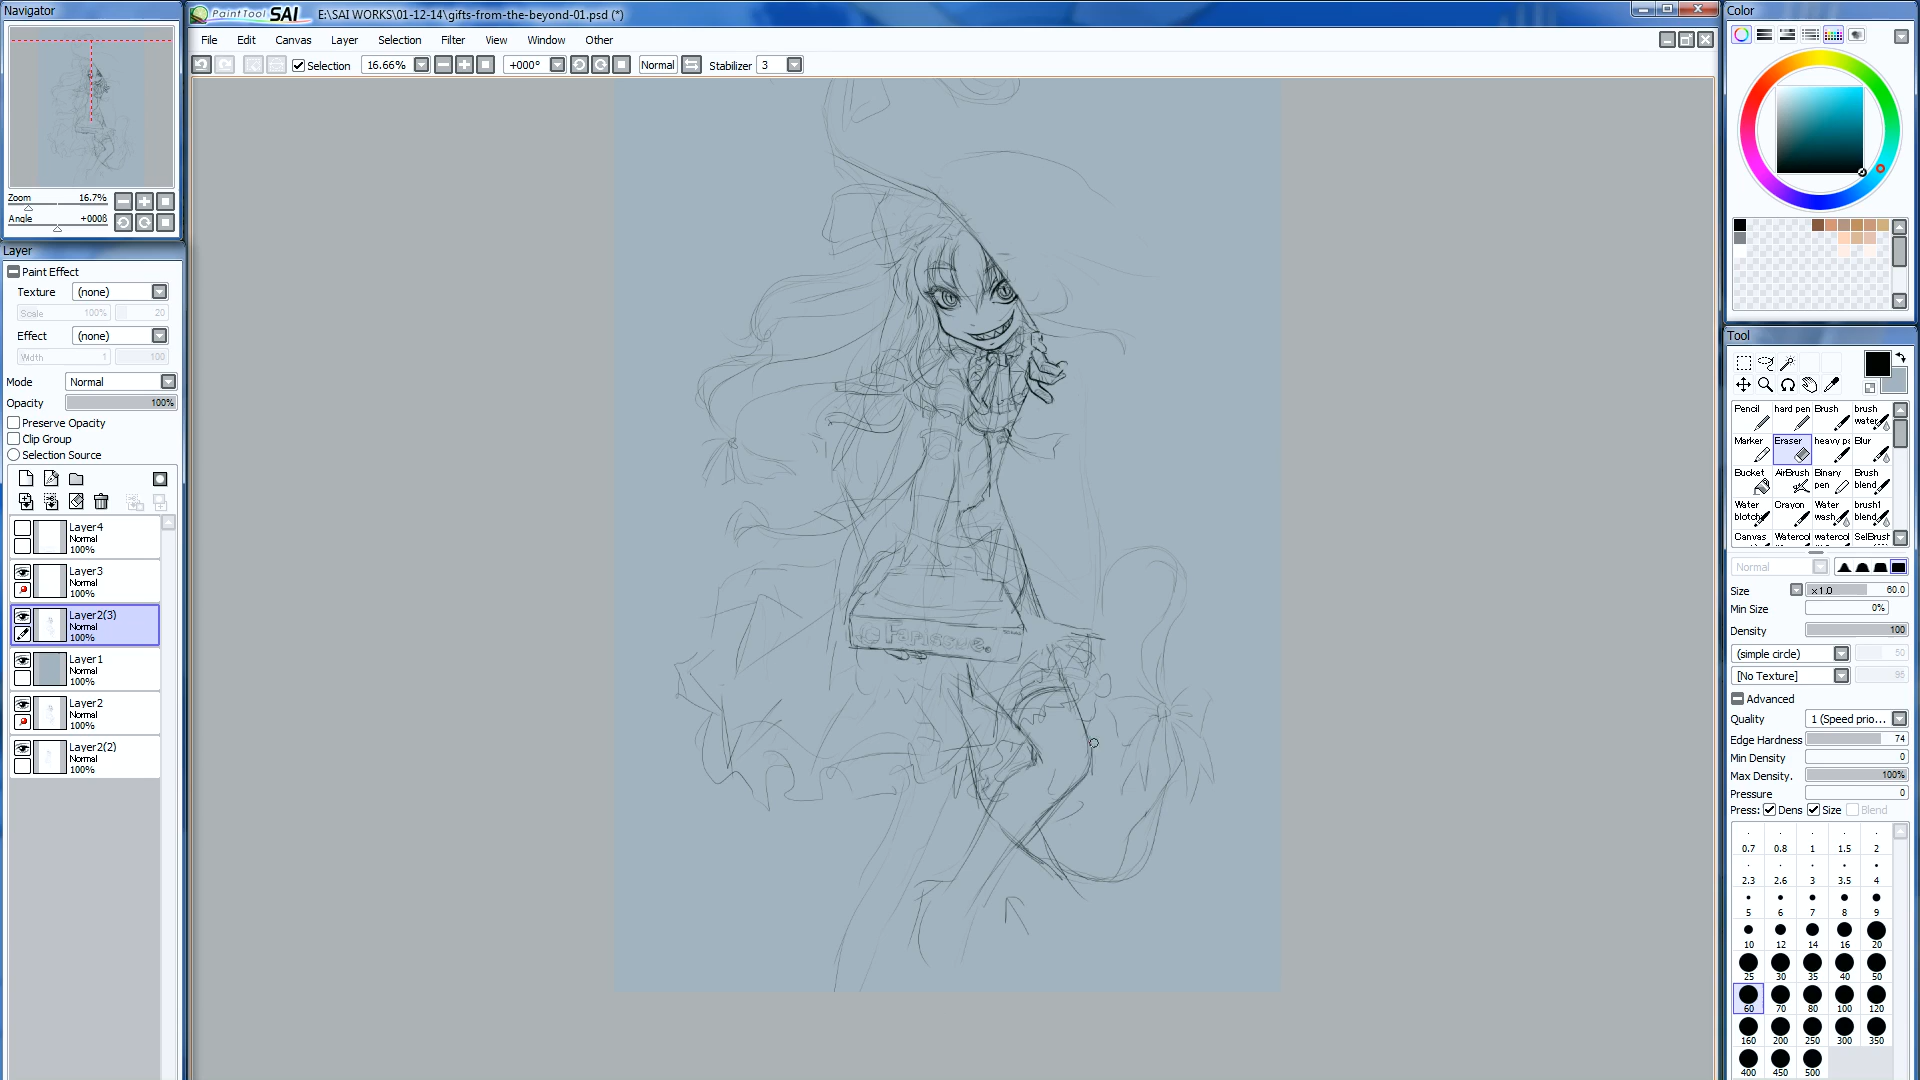 Navigator
PaintTool SAI E:\SAI WORKS\01-12-14\gifts-from-the-beyond-01.psd (*)
Color
File Edit Canvas Layer Selection Filter View Window Other
Selection 16.66% +000° Normal Stabilizer 3
Zoom 16.7%
Angle +000ß
Layer
Paint Effect
Texture (none)
Scale 100% 20
Effect (none)
Width 1 100
Mode Normal
Opacity 100%
Preserve Opacity
Clip Group
Selection Source
Layer4
Normal
100%
Layer3
Normal
100%
Layer2(3)
Normal
100%
Layer1
Normal
100%
Layer2
Normal
100%
Layer2(2)
Normal
100%
Tool
Pencil hard pen Brush brush water
Marker Eraser heavy pa Blur
Bucket AirBrush Binary pen Brush blend
Water blotch Crayon Water wash brush1 blend
Canvas Watercol watercol SelBrush
Normal
Size x 1.0 60.0
Min Size 0%
Density 100
(simple circle) 50
[No Texture] 95
Advanced
Quality 1 (Speed prio...
Edge Hardness 74
Min Density 0
Max Density. 100%
Pressure 0
Press: Dens Size Blend
0.7 0.8 1 1.5 2
2.3 2.6 3 3.5 4
5 6 7 8 9
10 12 14 16 20
25 30 35 40 50
60 70 80 100 120
160 200 250 300 350
400 450 500